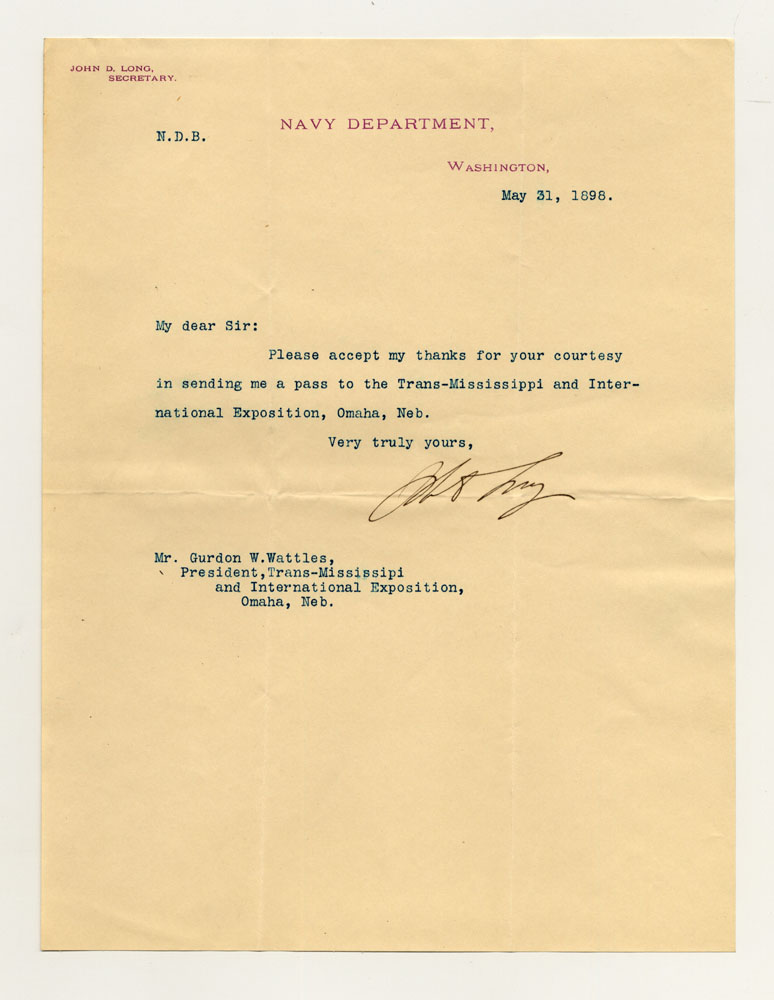 JOHN D. LONG,
SECRETARY.
NAVY DEPARTMENT,
N.D.B.
WASHINGTON,
May 31, 1898.
My dear Sir:
Please accept my thanks for your courtesy
in sending me a pass to the Trans-Mississippi and Inter-
national Exposition, Omaha, Neb.
Very truly yours,
John D. Long
Mr. Gurdon W.Wattles,
President,Trans-Mississipi
and International Exposition,
Omaha, Neb.